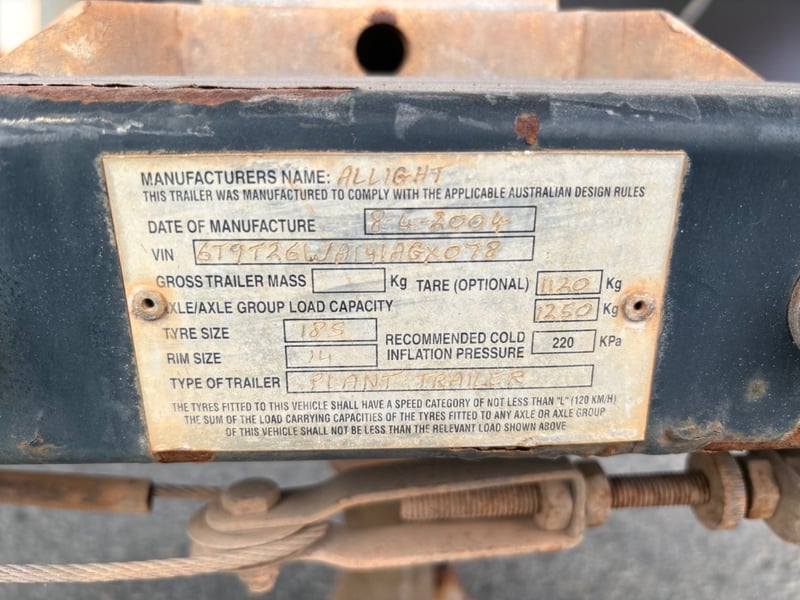 MANUFACTURERS NAME: ALLIGHT
THIS TRAILER WAS MANUFACTURED TO COMPLY WITH THE APPLICABLE AUSTRALIAN DESIGN RULES
DATE OF MANUFACTURE 8-4-2004
VIN 6T9T26WA141AGX078
GROSS TRAILER MASS Kg TARE (OPTIONAL) 1120 Kg
AXLE/AXLE GROUP LOAD CAPACITY 1250 Kg
TYRE SIZE 185
RIM SIZE 14
RECOMMENDED COLD INFLATION PRESSURE 220 KPa
TYPE OF TRAILER PLANT TRAILER
THE TYRES FITTED TO THIS VEHICLE SHALL HAVE A SPEED CATEGORY OF NOT LESS THAN "L" (120 KM/H)
THE SUM OF THE LOAD CARRYING CAPACITIES OF THE TYRES FITTED TO ANY AXLE OR AXLE GROUP
OF THIS VEHICLE SHALL NOT BE LESS THAN THE RELEVANT LOAD SHOWN ABOVE